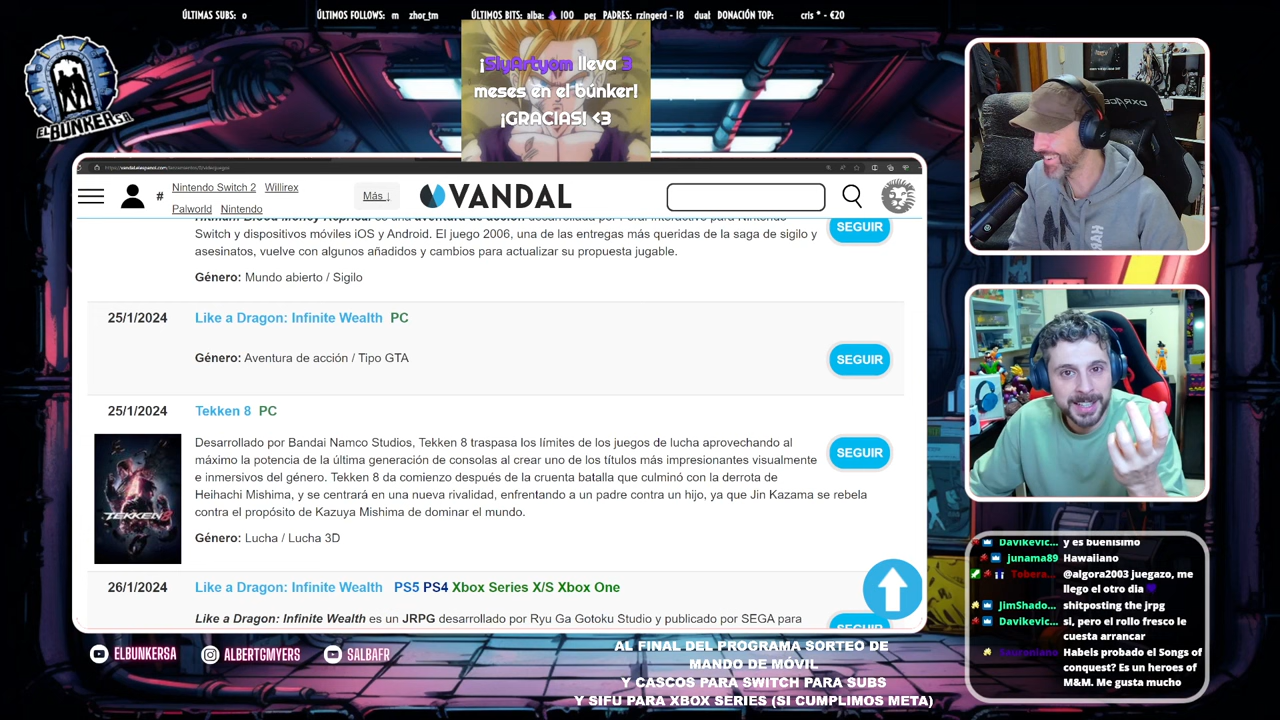 ÚLTIMAS SUBS: o
ÚLTIMOS FOLLOWS: m zhor_tm
ÚLTIMOS BITS: alba: 100 pe
PADRES: rzingerd - 18 dual
DONACIÓN TOP: cris * - €20
¡SlyArtyom lleva 3
meses en el búnker!
¡GRACIAS! <3
EL BUNKER S.A.
# Nintendo Switch 2 Willirex
Palworld Nintendo
Más ↓
VANDAL
Switch y dispositivos móviles iOS y Android. El juego 2006, una de las entregas más queridas de la saga de sigilo y
asesinatos, vuelve con algunos añadidos y cambios para actualizar su propuesta jugable.
SEGUIR
Género: Mundo abierto / Sigilo
25/1/2024 Like a Dragon: Infinite Wealth PC
Género: Aventura de acción / Tipo GTA
SEGUIR
25/1/2024 Tekken 8 PC
Desarrollado por Bandai Namco Studios, Tekken 8 traspasa los límites de los juegos de lucha aprovechando al
máximo la potencia de la última generación de consolas al crear uno de los títulos más impresionantes visualmente
e inmersivos del género. Tekken 8 da comienzo después de la cruenta batalla que culminó con la derrota de
Heihachi Mishima, y se centrará en una nueva rivalidad, enfrentando a un padre contra un hijo, ya que Jin Kazama se rebela
contra el propósito de Kazuya Mishima de dominar el mundo.
SEGUIR
TEKKEN 8
Género: Lucha / Lucha 3D
26/1/2024 Like a Dragon: Infinite Wealth PS5 PS4 Xbox Series X/S Xbox One
Like a Dragon: Infinite Wealth es un JRPG desarrollado por Ryu Ga Gotoku Studio y publicado por SEGA para
SEGUIR
ELBUNKERSA
ALBERTGMYERS
SALBAFR
AL FINAL DEL PROGRAMA SORTEO DE
MANDO DE MÓVIL
Y CASCOS PARA SWITCH PARA SUBS
Y SIFU PARA XBOX SERIES (SI CUMPLIMOS META)
DXRACER
Davikevic... y es buenísimo
junama89 Hawaiiano
Tobera... @algora2003 juegazo, me
llego el otro dia
JimShado... shitposting the jrpg
Davikevic... si, pero el rollo fresco le
cuesta arrancar
Sauroniano Habeis probado el Songs of
conquest? Es un heroes of
M&M. Me gusta mucho